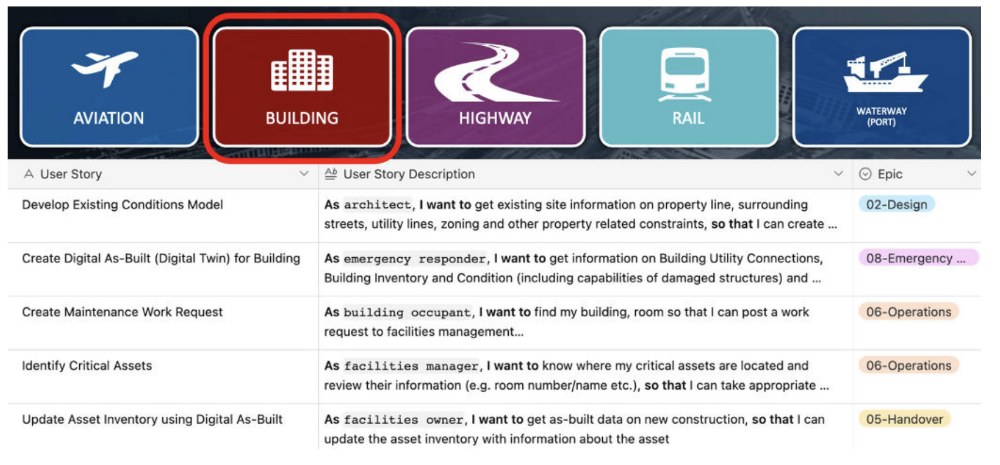 AVIATION
BUILDING
HIGHWAY
RAIL
WATERWAY
(PORT)
User Story
User Story Description
Epic
Develop Existing Conditions Model
As architect, I want to get existing site information on property line, surrounding
streets, utility lines, zoning and other property related constraints, so that I can create ...
02-Design
Create Digital As-Built (Digital Twin) for Building
As emergency responder, I want to get information on Building Utility Connections,
Building Inventory and Condition (including capabilities of damaged structures) and ...
08-Emergency ...
Create Maintenance Work Request
As building occupant, I want to find my building, room so that I can post a work
request to facilities management...
06-Operations
Identify Critical Assets
As facilities manager, I want to know where my critical assets are located and
review their information (e.g. room number/name etc.), so that I can take appropriate ...
06-Operations
Update Asset Inventory using Digital As-Built
As facilities owner, I want to get as-built data on new construction, so that I can
update the asset inventory with information about the asset
05-Handover